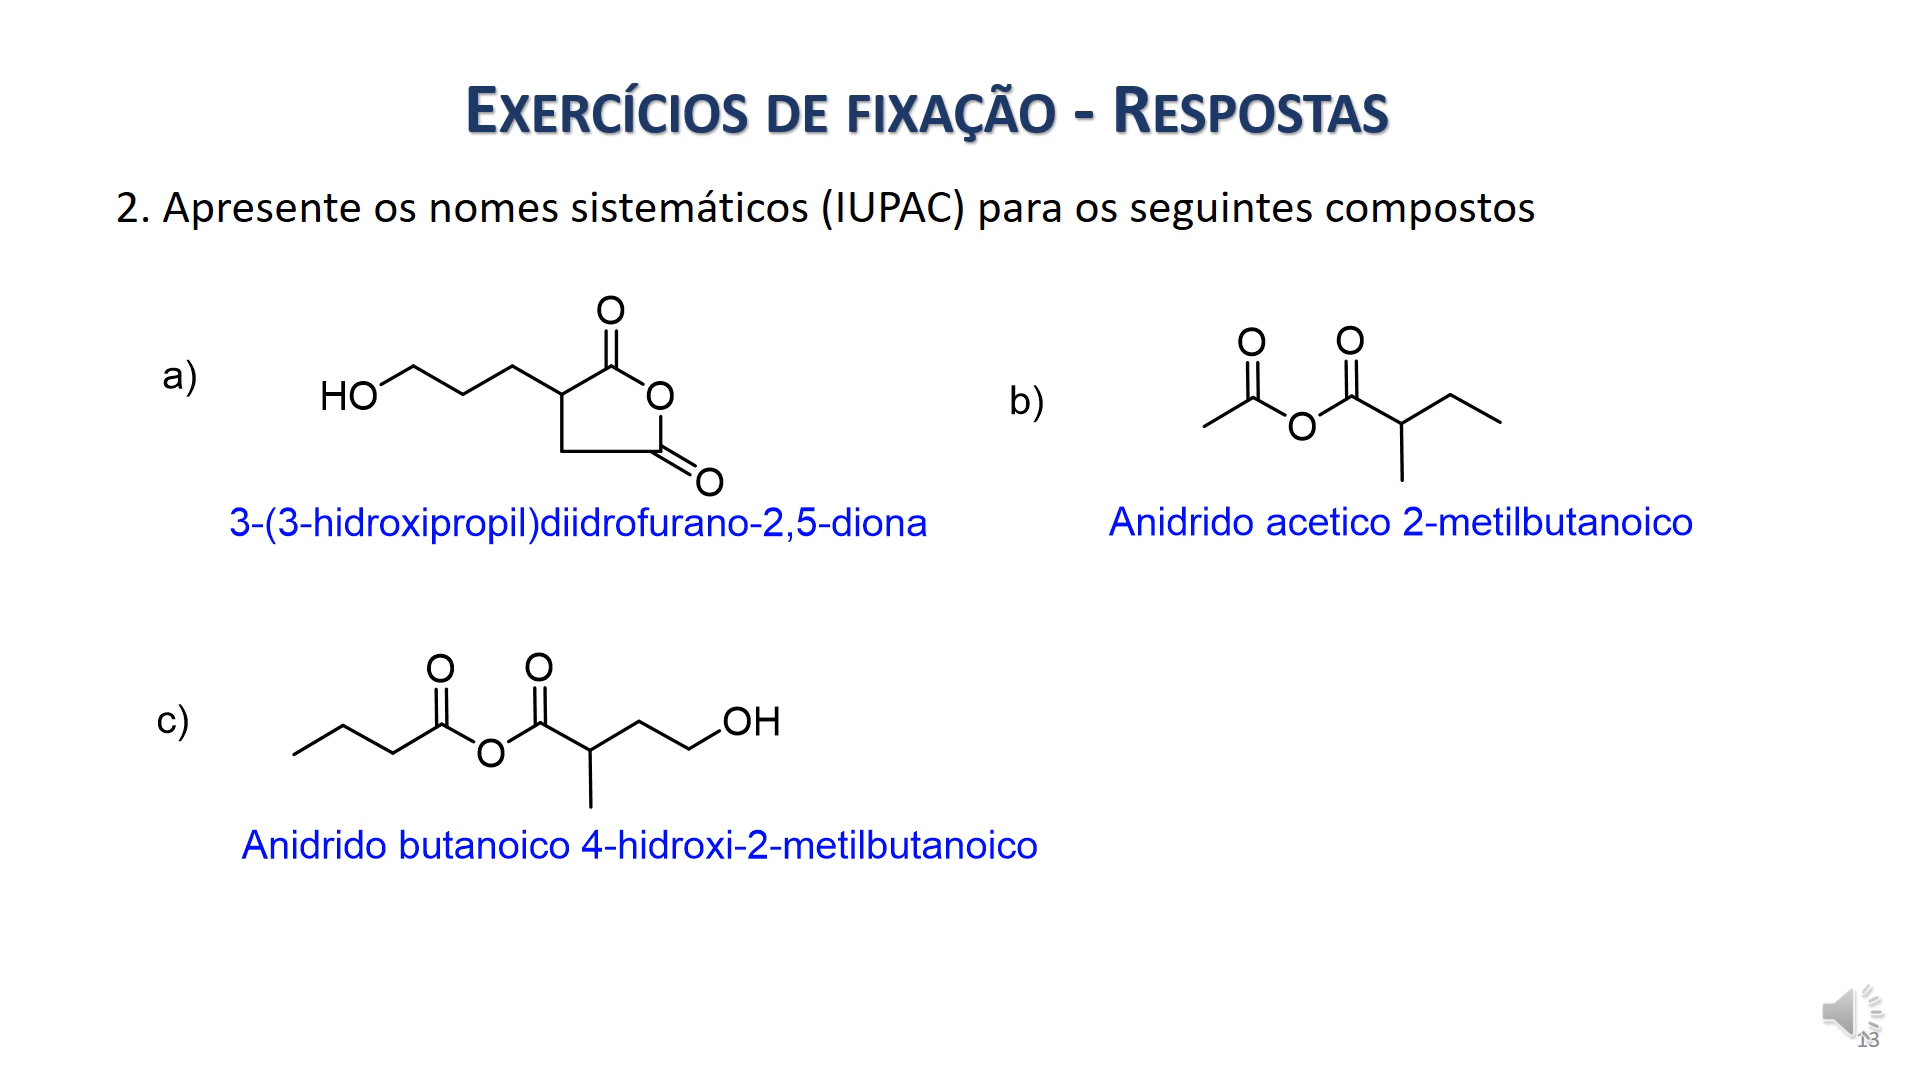 EXERCÍCIOS DE FIXAÇÃO - RESPOSTAS
2. Apresente os nomes sistemáticos (IUPAC) para os seguintes compostos
O
a)
HO
O
O
3-(3-hidroxipropil)diidrofurano-2,5-diona
O O
b)
O
Anidrido acetico 2-metilbutanoico
O O
c)
OH
O
Anidrido butanoico 4-hidroxi-2-metilbutanoico
13